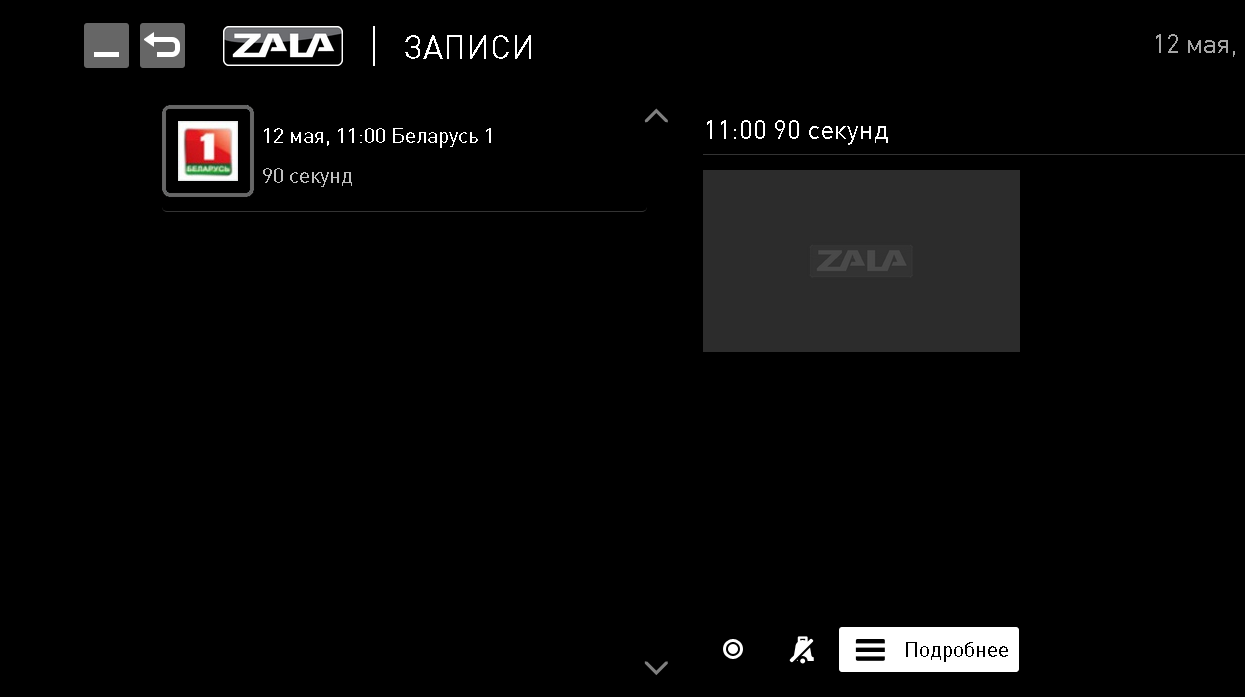 ZALA
ЗАПИСИ
12 мая,
1
БЕЛАРУСЬ
12 мая, 11:00 Беларусь 1
90 секунд
11:00 90 секунд
ZALA
Подробнее